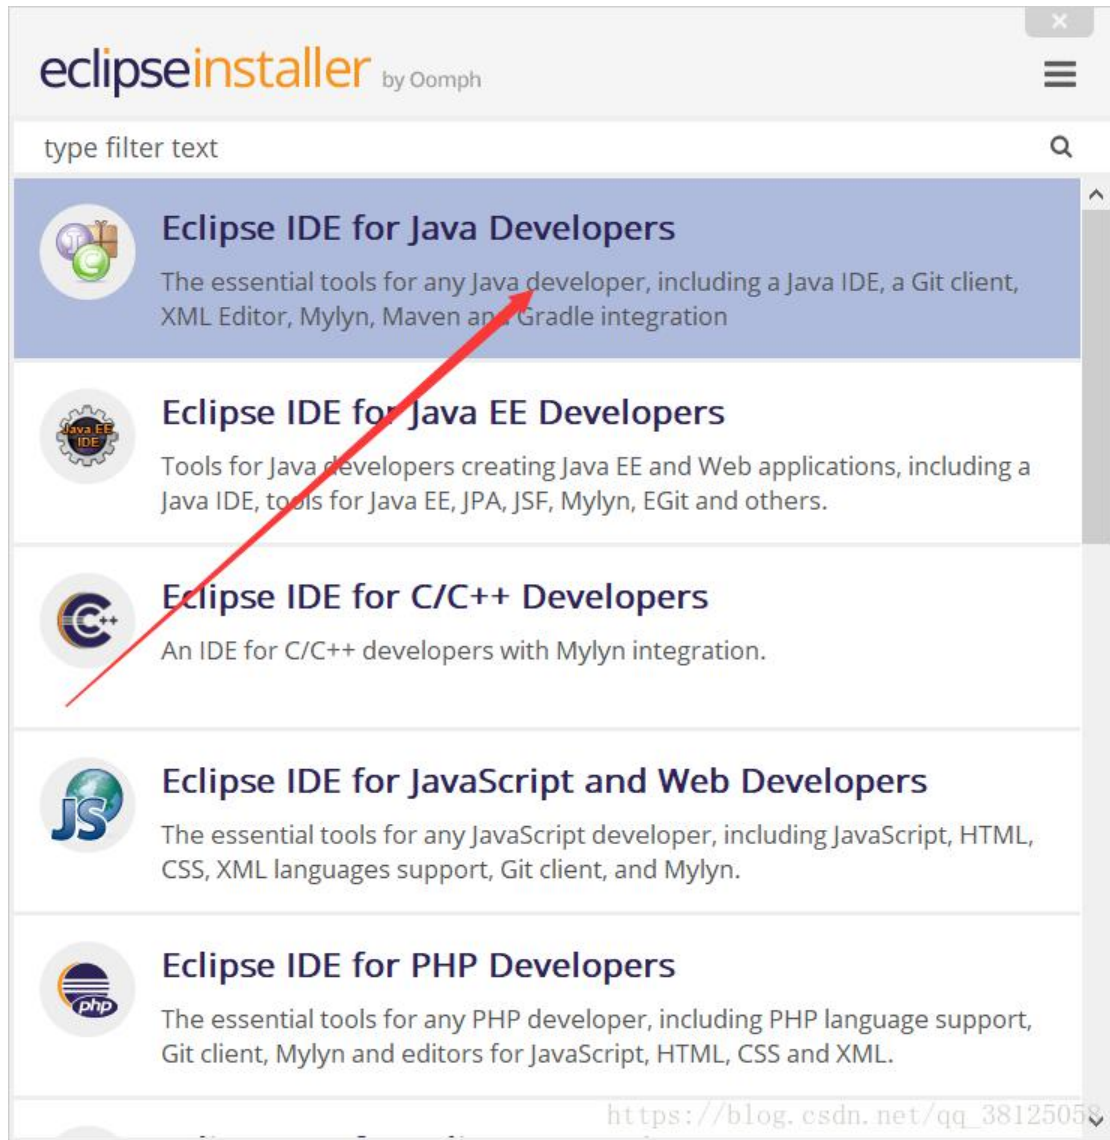 eclipseinstaller by Oomph
type filter text
Eclipse IDE for Java Developers
The essential tools for any Java developer, including a Java IDE, a Git client,
XML Editor, Mylyn, Maven and Gradle integration
Eclipse IDE for Java EE Developers
Java EE
IDE
Tools for Java developers creating Java EE and Web applications, including a
Java IDE, tools for Java EE, JPA, JSF, Mylyn, EGit and others.
Eclipse IDE for C/C++ Developers
C++
An IDE for C/C++ developers with Mylyn integration.
Eclipse IDE for JavaScript and Web Developers
JS
The essential tools for any JavaScript developer, including JavaScript, HTML,
CSS, XML languages support, Git client, and Mylyn.
Eclipse IDE for PHP Developers
php
The essential tools for any PHP developer, including PHP language support,
Git client, Mylyn and editors for JavaScript, HTML, CSS and XML.
https://blog.csdn.net/qq_38125058